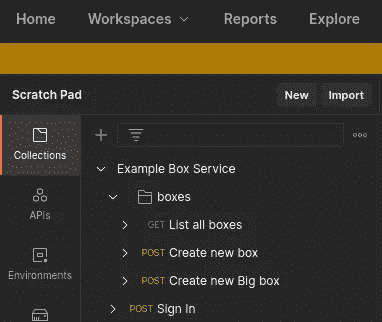 Home Workspaces Reports Explore
Scratch Pad New Import
Collections
APIs
Environments
Example Box Service
boxes
GET List all boxes
POST Create new box
POST Create new Big box
POST Sign In